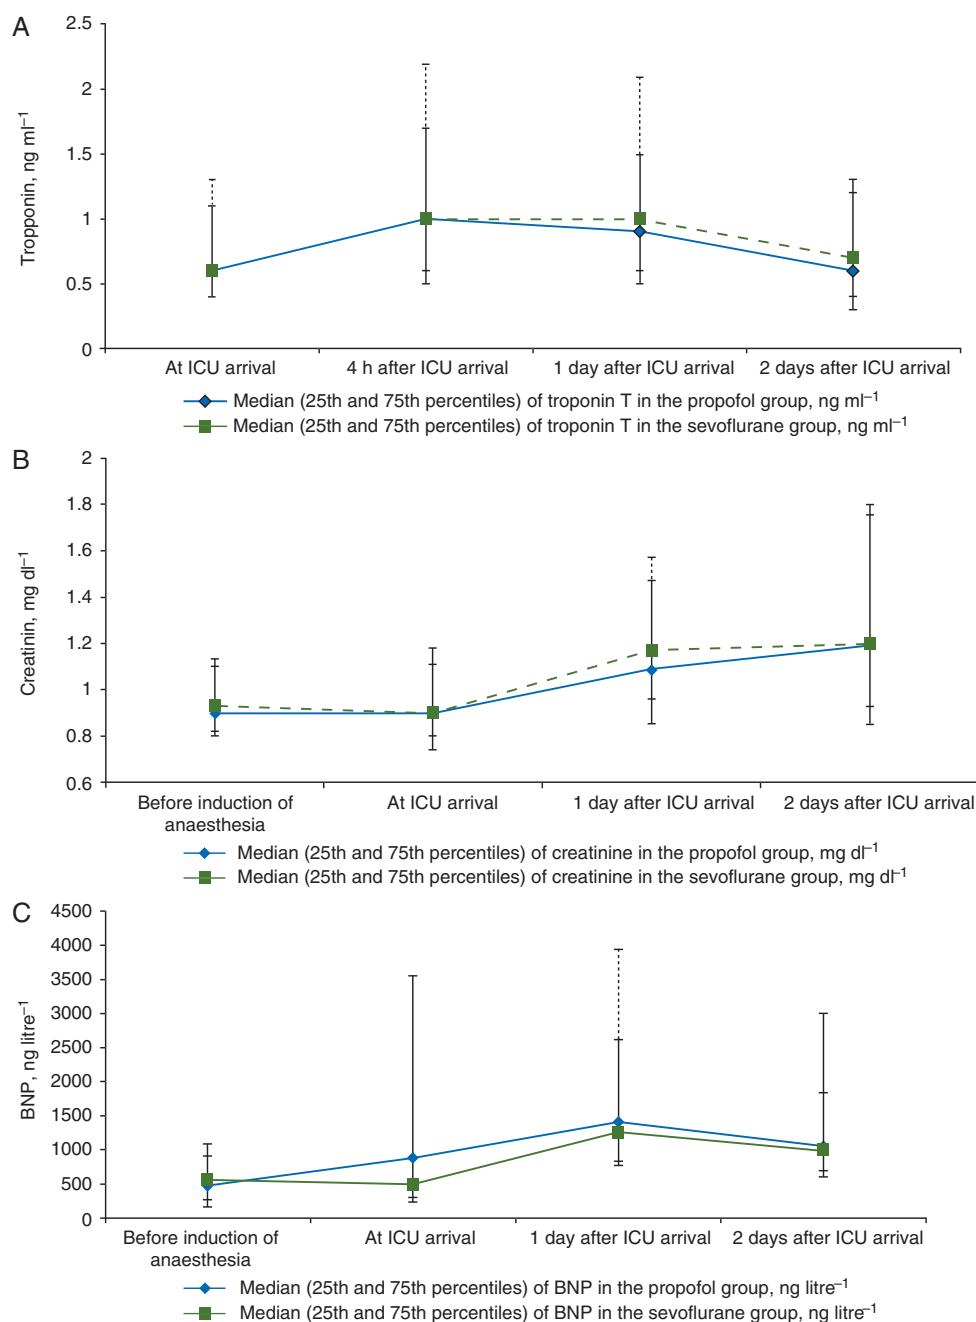 A
2.5
2
1.5
1
0.5
0
Tropponin, ng ml⁻¹
At ICU arrival 4 h after ICU arrival 1 day after ICU arrival 2 days after ICU arrival
Median (25th and 75th percentiles) of troponin T in the propofol group, ng ml⁻¹
Median (25th and 75th percentiles) of troponin T in the sevoflurane group, ng ml⁻¹
B
2
1.8
1.6
1.4
1.2
1
0.8
0.6
Creatinin, mg dl⁻¹
Before induction of At ICU arrival 1 day after ICU arrival 2 days after ICU arrival
anaesthesia
Median (25th and 75th percentiles) of creatinine in the propofol group, mg dl⁻¹
Median (25th and 75th percentiles) of creatinine in the sevoflurane group, mg dl⁻¹
C
4500
4000
3500
3000
2500
2000
1500
1000
500
0
BNP, ng litre⁻¹
Before induction of At ICU arrival 1 day after ICU arrival 2 days after ICU arrival
anaesthesia
Median (25th and 75th percentiles) of BNP in the propofol group, ng litre⁻¹
Median (25th and 75th percentiles) of BNP in the sevoflurane group, ng litre⁻¹